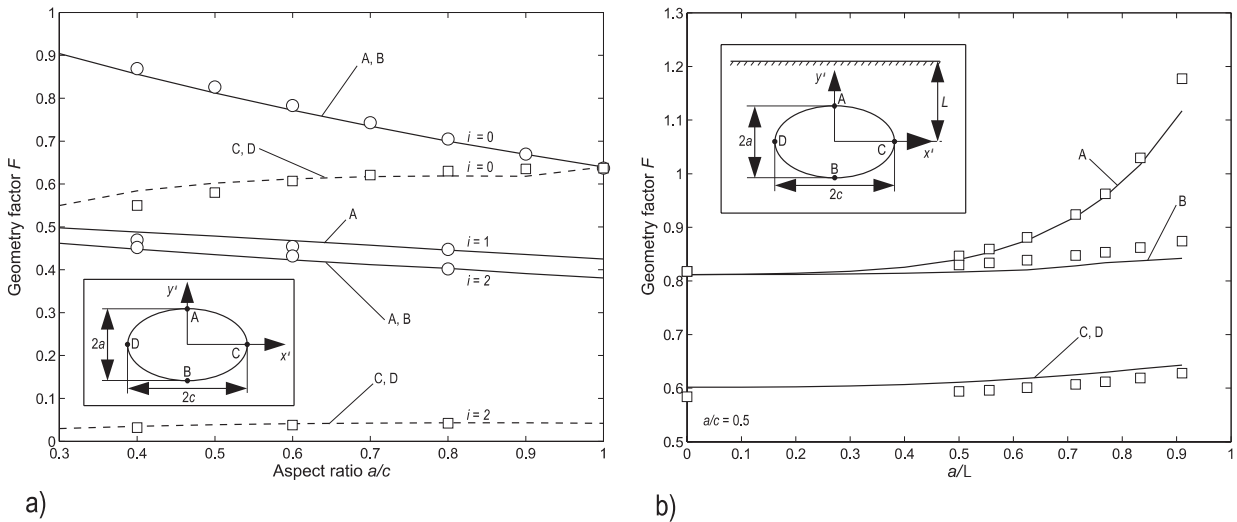 1
0.9
0.8
0.7
0.6
0.5
0.4
0.3
0.2
0.1
0
Geometry factor F
A, B
i = 0
C, D
i = 0
A
i = 1
i = 2
A, B
C, D
i = 2
y'
A
2a
D
C
x'
B
2c
0.3
0.4
0.5
0.6
0.7
0.8
0.9
1
Aspect ratio a/c
a)
1.3
1.2
1.1
1.0
0.9
0.8
0.7
0.6
0.5
Geometry factor F
y'
A
L
2a
D
C
x'
B
2c
A
B
C, D
a/c = 0.5
0
0.1
0.2
0.3
0.4
0.5
0.6
0.7
0.8
0.9
1
a/L
b)